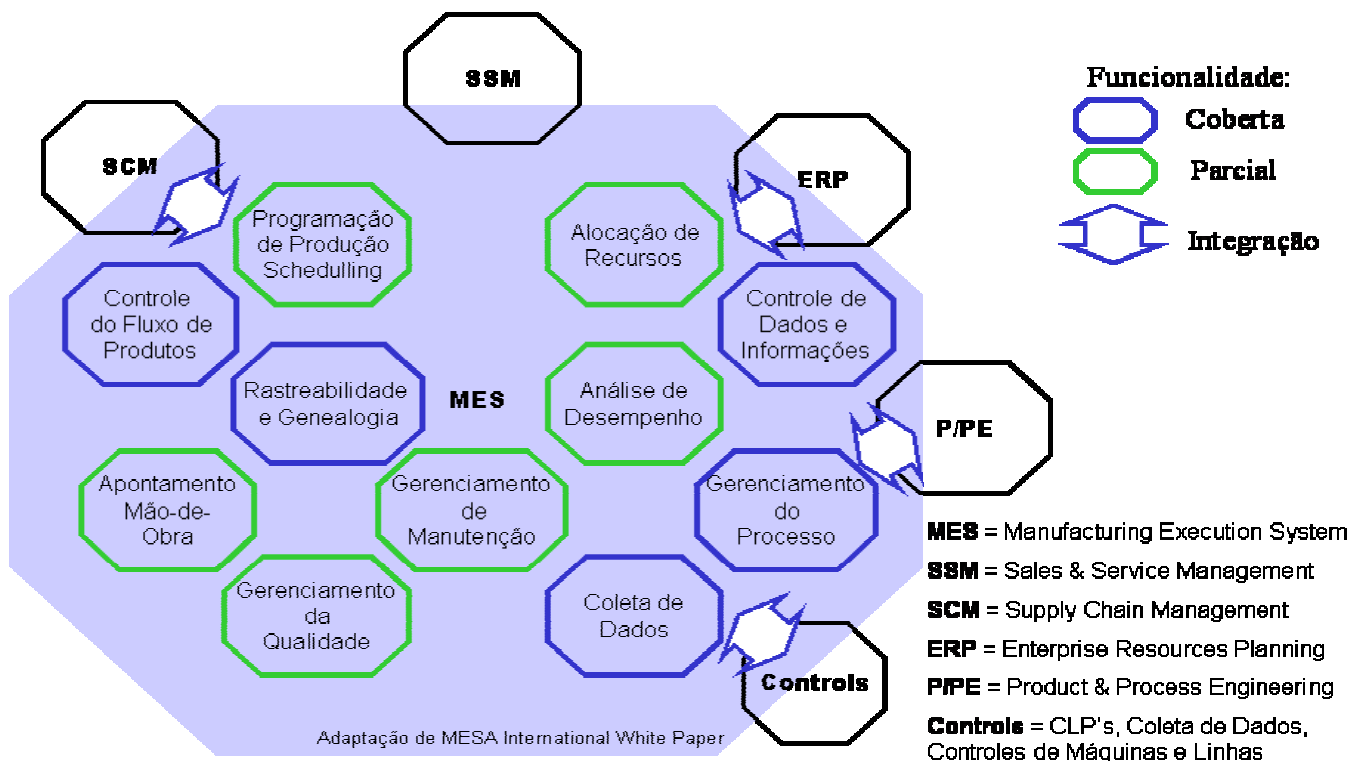 SSM
SCM
ERP
Funcionalidade:
Coberta
Parcial
Integração
Programação
de Produção
Schedulling
Alocação de
Recursos
Controle
do Fluxo de
Produtos
Controle de
Dados e
Informações
Rastreabilidade
e Genealogia
MES
Análise de
Desempenho
P/PE
Apontamento
Mão-de-
Obra
Gerenciamento
de
Manutenção
Gerenciamento
do
Processo
Gerenciamento
da
Qualidade
Coleta de
Dados
Controls
MES = Manufacturing Execution System
SSM = Sales & Service Management
SCM = Supply Chain Management
ERP = Enterprise Resources Planning
P/PE = Product & Process Engineering
Controls = CLP's, Coleta de Dados,
Controles de Máquinas e Linhas
Adaptação de MESA International White Paper